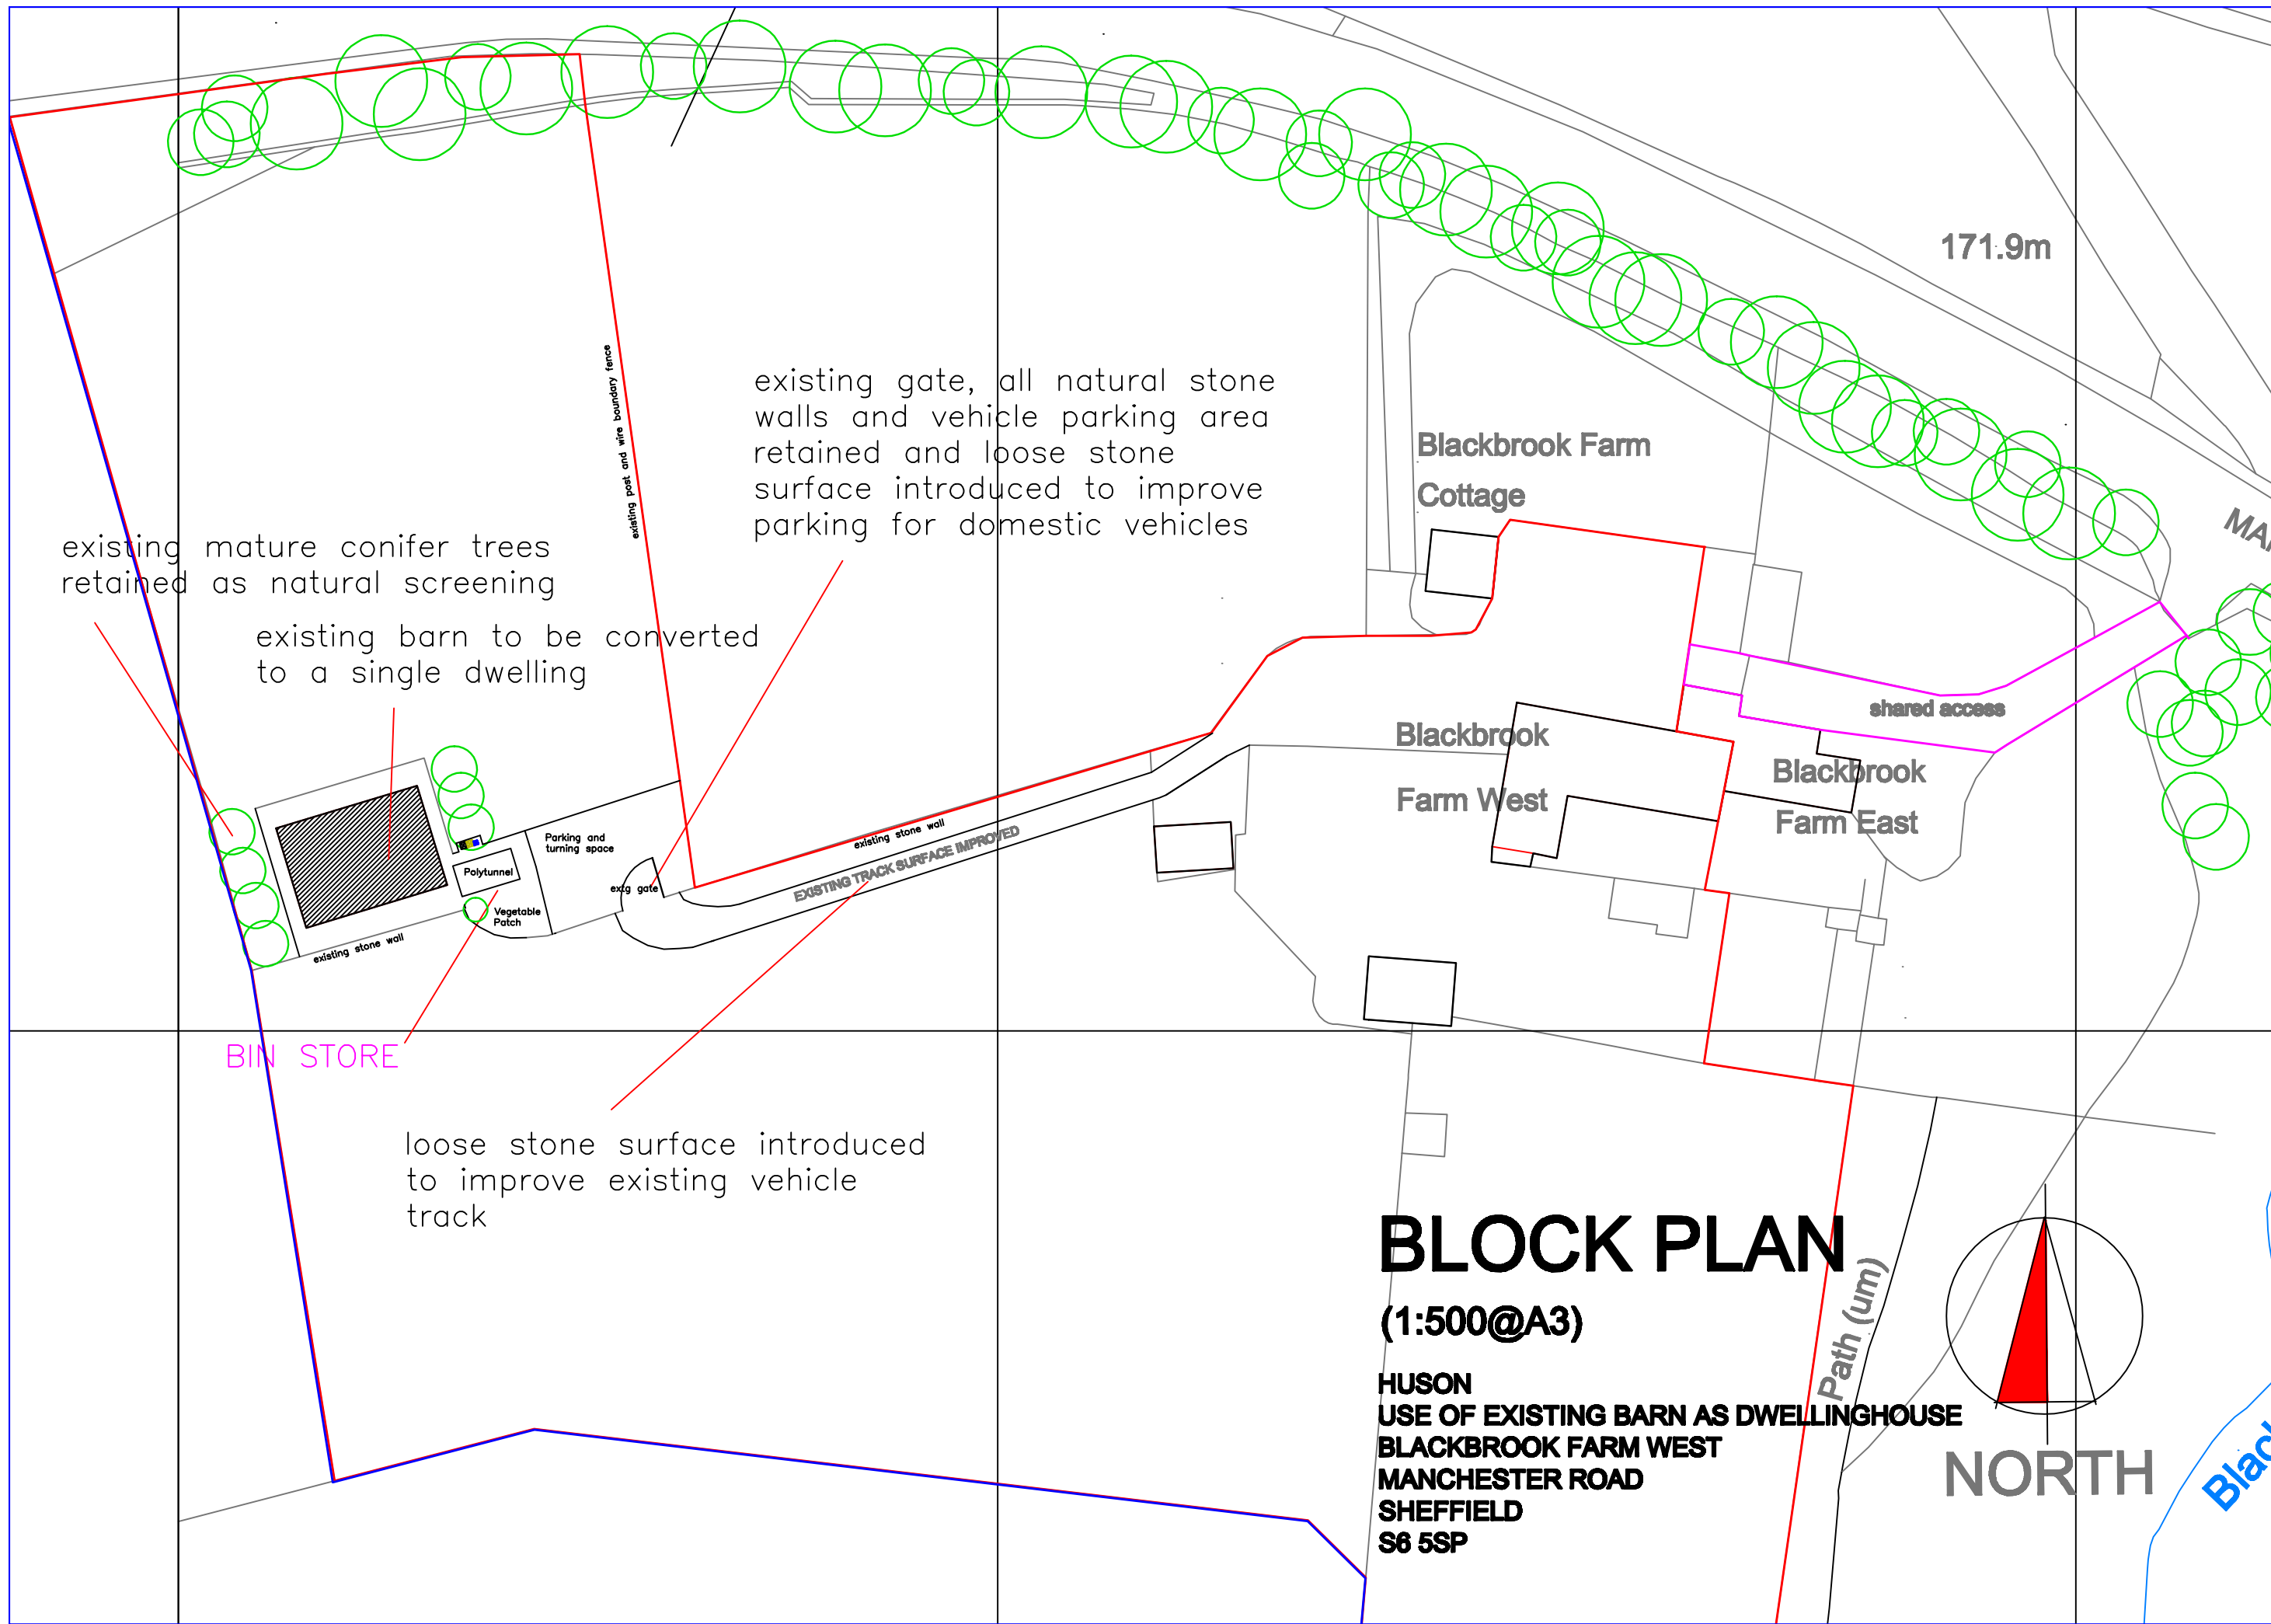 171.9m
existing post and wire boundary fence
existing gate, all natural stone
walls and vehicle parking area
retained and loose stone
surface introduced to improve
parking for domestic vehicles
Blackbrook Farm
Cottage
existing mature conifer trees
retained as natural screening
existing barn to be converted
to a single dwelling
shared access
Blackbrook
Farm West
Blackbrook
Farm East
Parking and
turning space
existing stone wall
EXISTING TRACK SURFACE IMPROVED
Polytunnel
extg gate
Vegetable
Patch
existing stone wall
BIN STORE
loose stone surface introduced
to improve existing vehicle
track
BLOCK PLAN
(1:500@A3)
HUSON
USE OF EXISTING BARN AS DWELLINGHOUSE
BLACKBROOK FARM WEST
MANCHESTER ROAD
SHEFFIELD
S6 5SP
Path (um)
NORTH